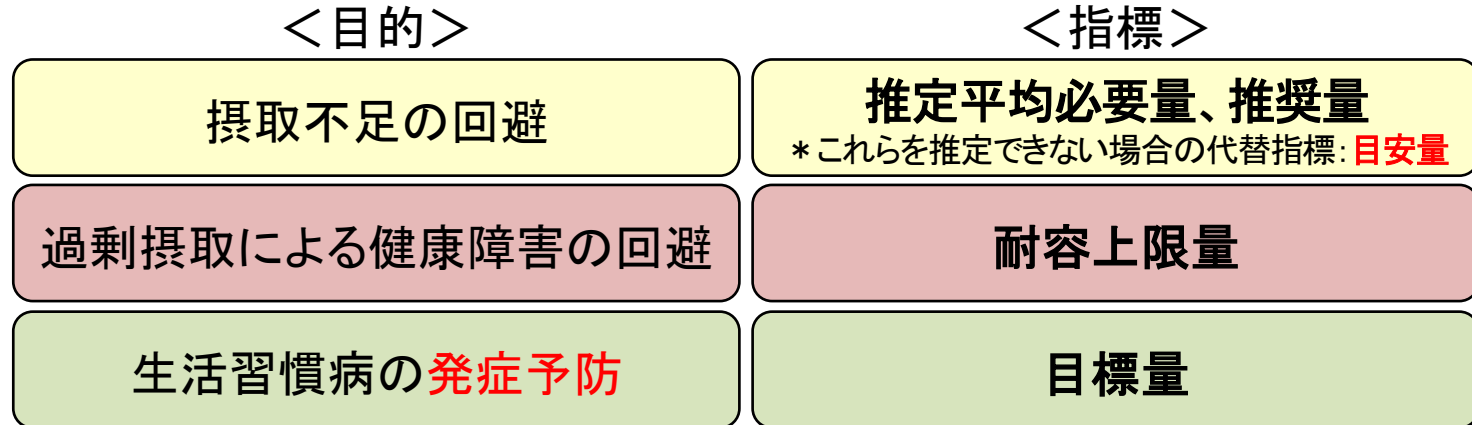 ＜目的＞
＜指標＞
摂取不足の回避
推定平均必要量、推奨量
＊これらを推定できない場合の代替指標：目安量
過剰摂取による健康障害の回避
耐容上限量
生活習慣病の発症予防
目標量